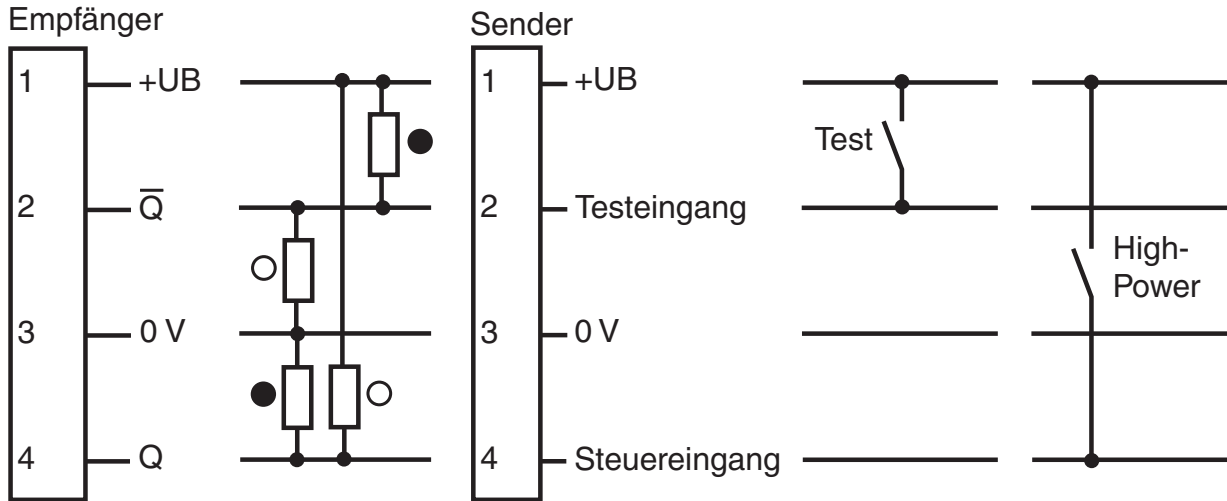 Empfänger
1 +UB
2 Q̅
3 0 V
4 Q
Sender
1 +UB
2 Testeingang
3 0 V
4 Steuereingang
Test
High-
Power